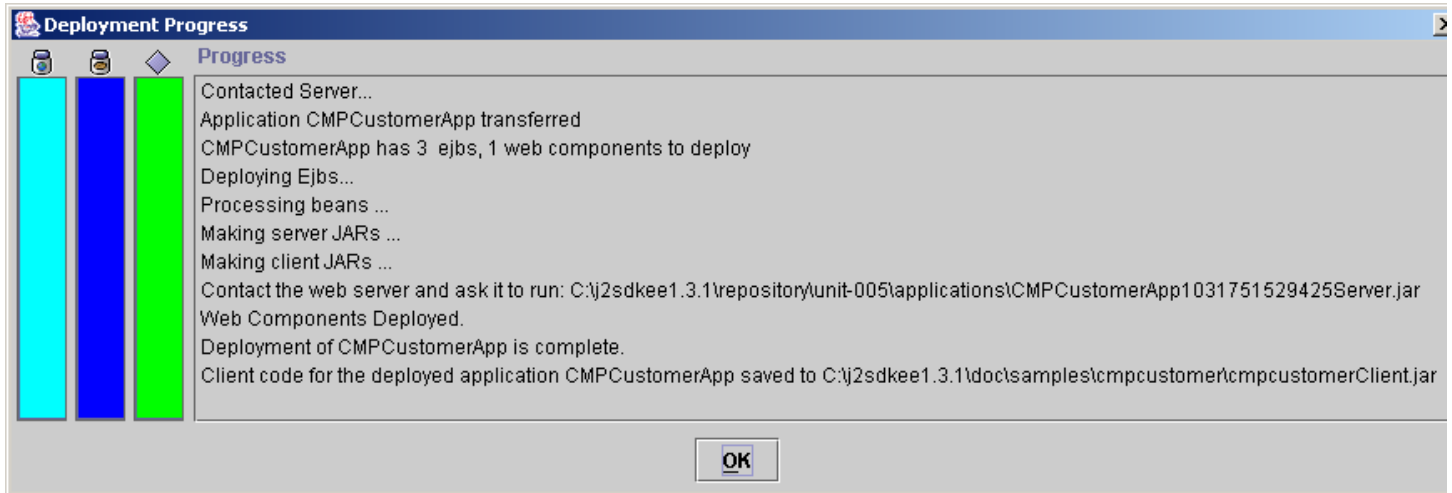 Deployment Progress
Progress
Contacted Server...
Application CMPCustomerApp transferred
CMPCustomerApp has 3 ejbs, 1 web components to deploy
Deploying Ejbs...
Processing beans ...
Making server JARs ...
Making client JARs ...
Contact the web server and ask it to run: C:\j2sdkee1.3.1\repository\unit-005\applications\CMPCustomerApp1031751529425Server.jar
Web Components Deployed.
Deployment of CMPCustomerApp is complete.
Client code for the deployed application CMPCustomerApp saved to C:\j2sdkee1.3.1\doc\samples\cmpcustomer\cmpcustomerClient.jar
OK